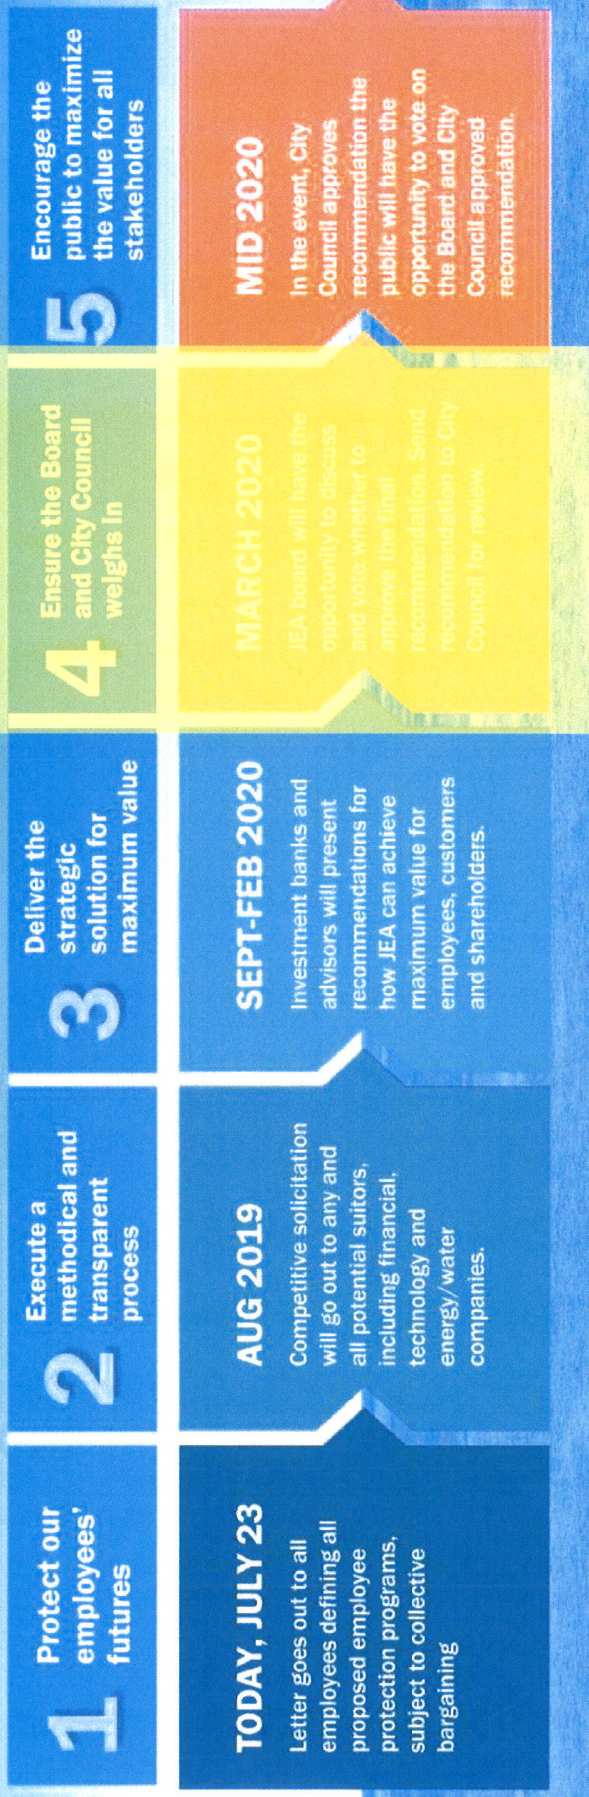 1
Protect our
employees'
futures
TODAY, JULY 23
Letter goes out to all
employees defining all
proposed employee
protection programs,
subject to collective
bargaining
2
Execute a
methodical and
transparent
process
AUG 2019
Competitive solicitation
will go out to any and
all potential suitors,
including financial,
technology and
energy/water
companies.
3
Deliver the
strategic
solution for
maximum value
SEPT-FEB 2020
Investment banks and
advisors will present
recommendations for
how JEA can achieve
maximum value for
employees, customers
and shareholders.
4
Ensure the Board
and City Council
weighs in
MARCH 2020
JEA board will have the
opportunity to discuss
and vote whether to
approve the final
recommendation. Send
recommendation to City
Council for review.
5
Encourage the
public to maximize
the value for all
stakeholders
MID 2020
In the event, City
Council approves
recommendation the
public will have the
opportunity to vote on
the Board and City
Council approved
recommendation.